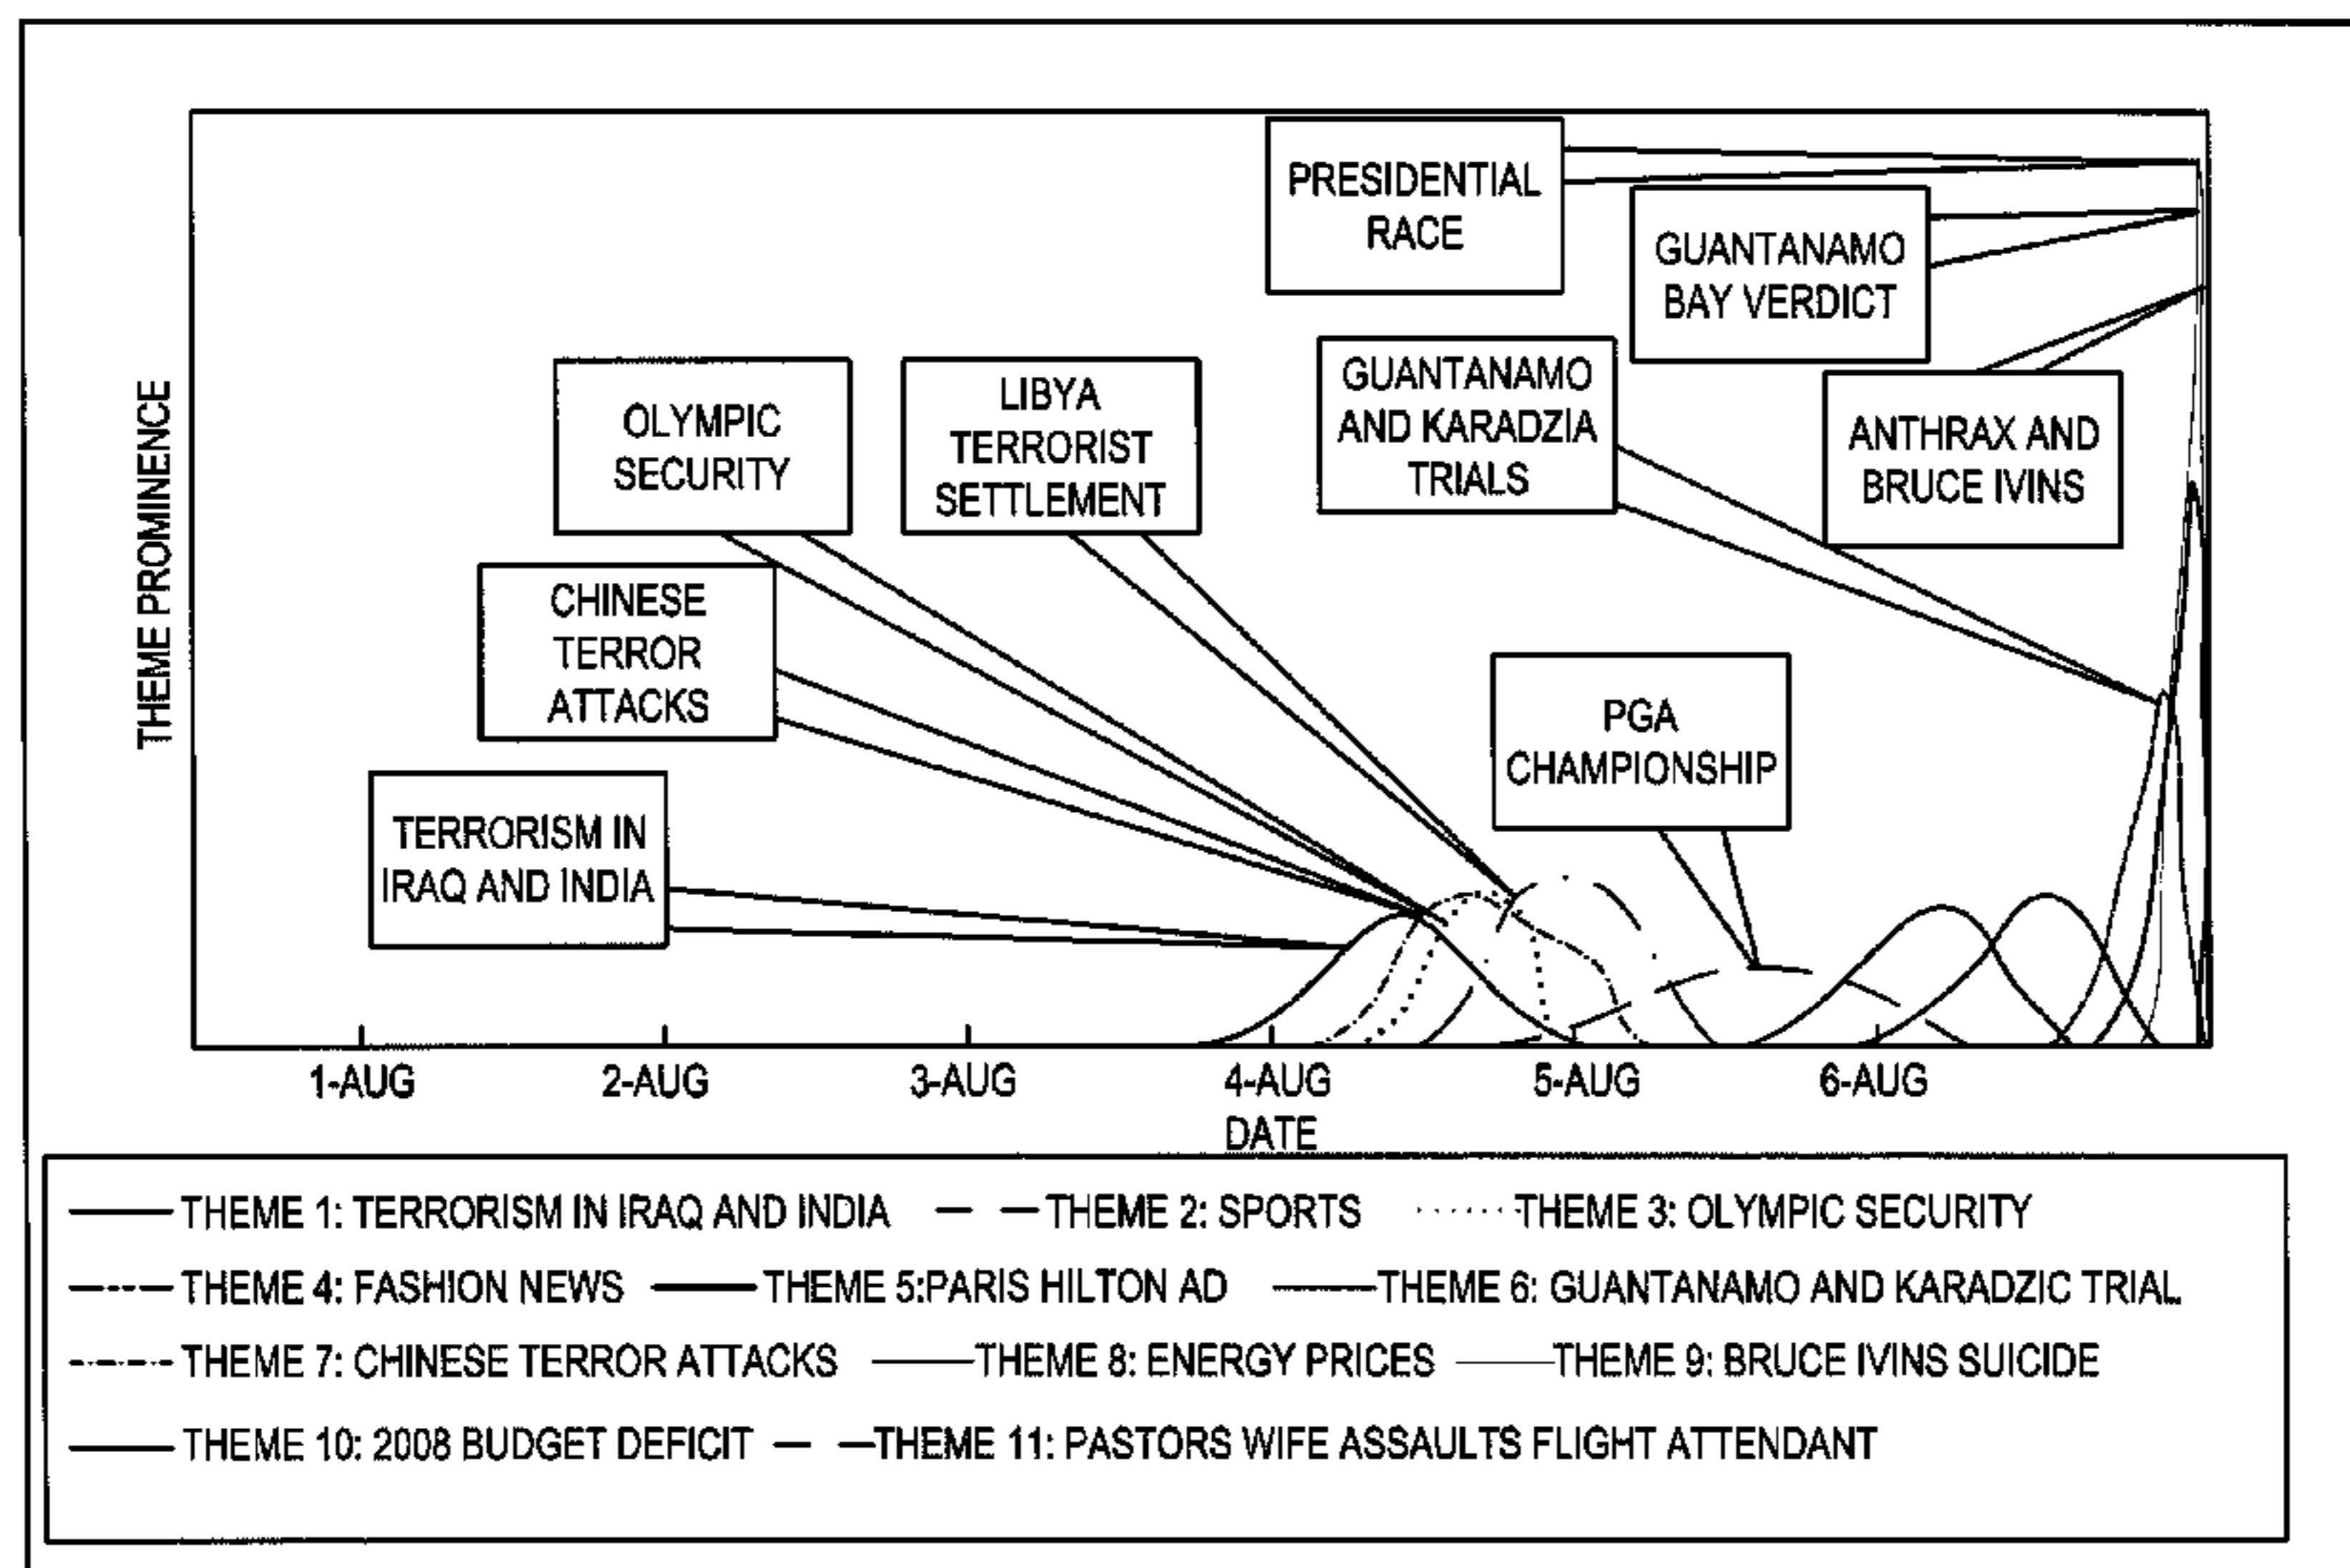 PRESIDENTIAL
RACE
GUANTANAMO
BAY VERDICT
OLYMPIC
SECURITY
LIBYA
TERRORIST
SETTLEMENT
GUANTANAMO
AND KARADZIA
TRIALS
ANTHRAX AND
BRUCE IVINS
CHINESE
TERROR
ATTACKS
PGA
CHAMPIONSHIP
TERRORISM IN
IRAQ AND INDIA
THEME PROMINENCE
1-AUG 2-AUG 3-AUG 4-AUG 5-AUG 6-AUG
DATE
THEME 1: TERRORISM IN IRAQ AND INDIA THEME 2: SPORTS THEME 3: OLYMPIC SECURITY
THEME 4: FASHION NEWS THEME 5:PARIS HILTON AD THEME 6: GUANTANAMO AND KARADZIC TRIAL
THEME 7: CHINESE TERROR ATTACKS THEME 8: ENERGY PRICES THEME 9: BRUCE IVINS SUICIDE
THEME 10: 2008 BUDGET DEFICIT THEME 11: PASTORS WIFE ASSAULTS FLIGHT ATTENDANT